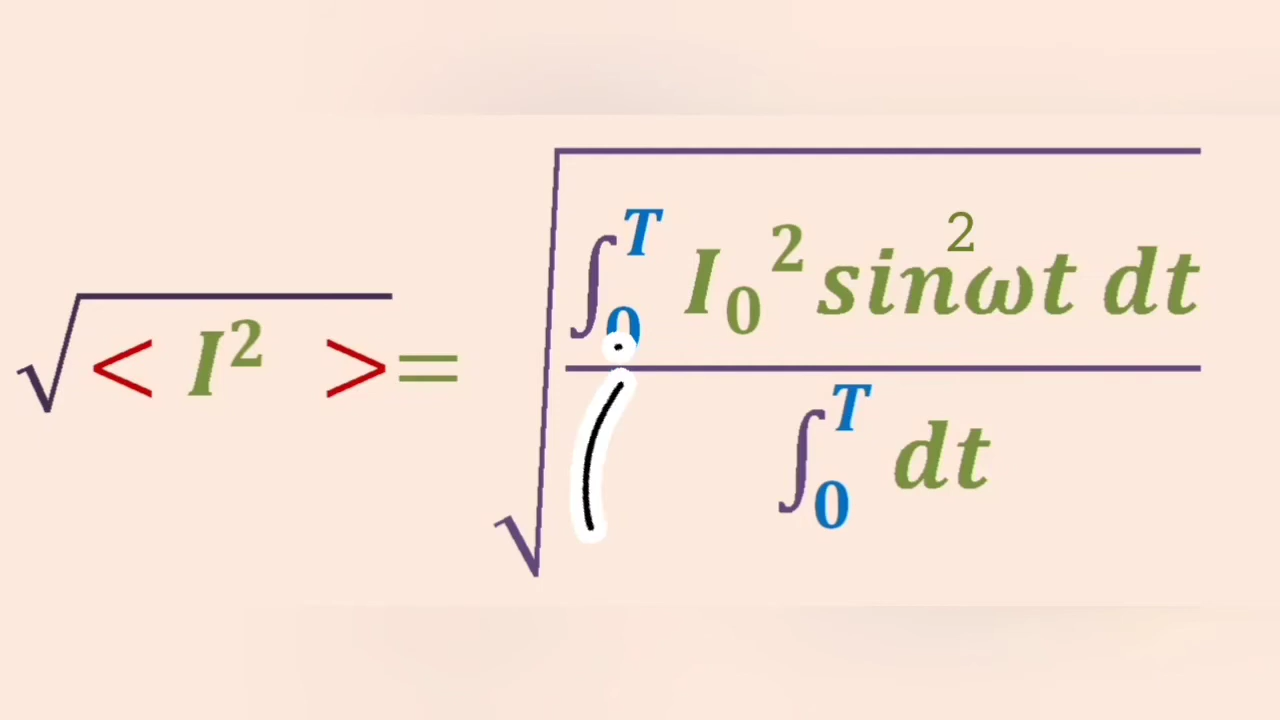 √< I² > = √(∫₀ᵀ I₀² sin²ωt dt / ∫₀ᵀ dt)